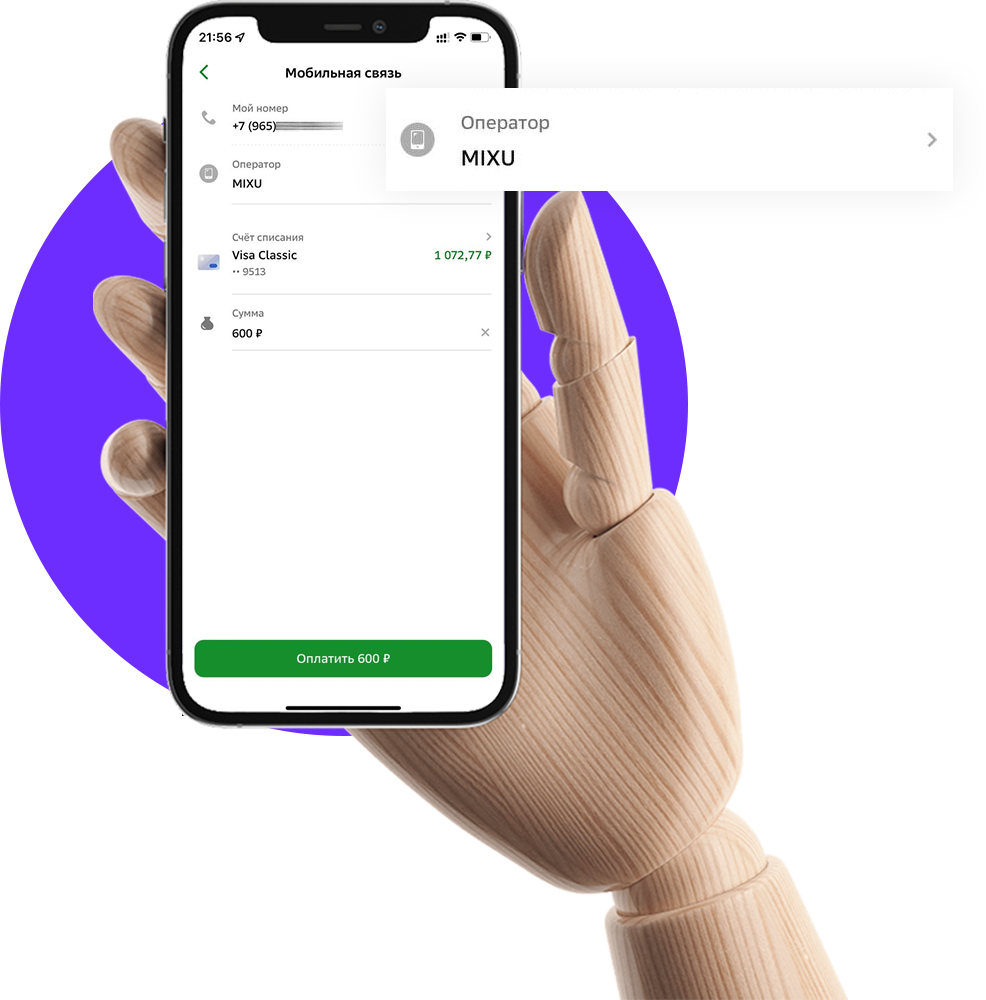 21:56
Мобильная связь
Мой номер
+7 (965)
Оператор
MIXU
Оператор
MIXU
Счёт списания
Visa Classic
1 072,77 ₽
•• 9513
Сумма
600 ₽
Оплатить 600 ₽